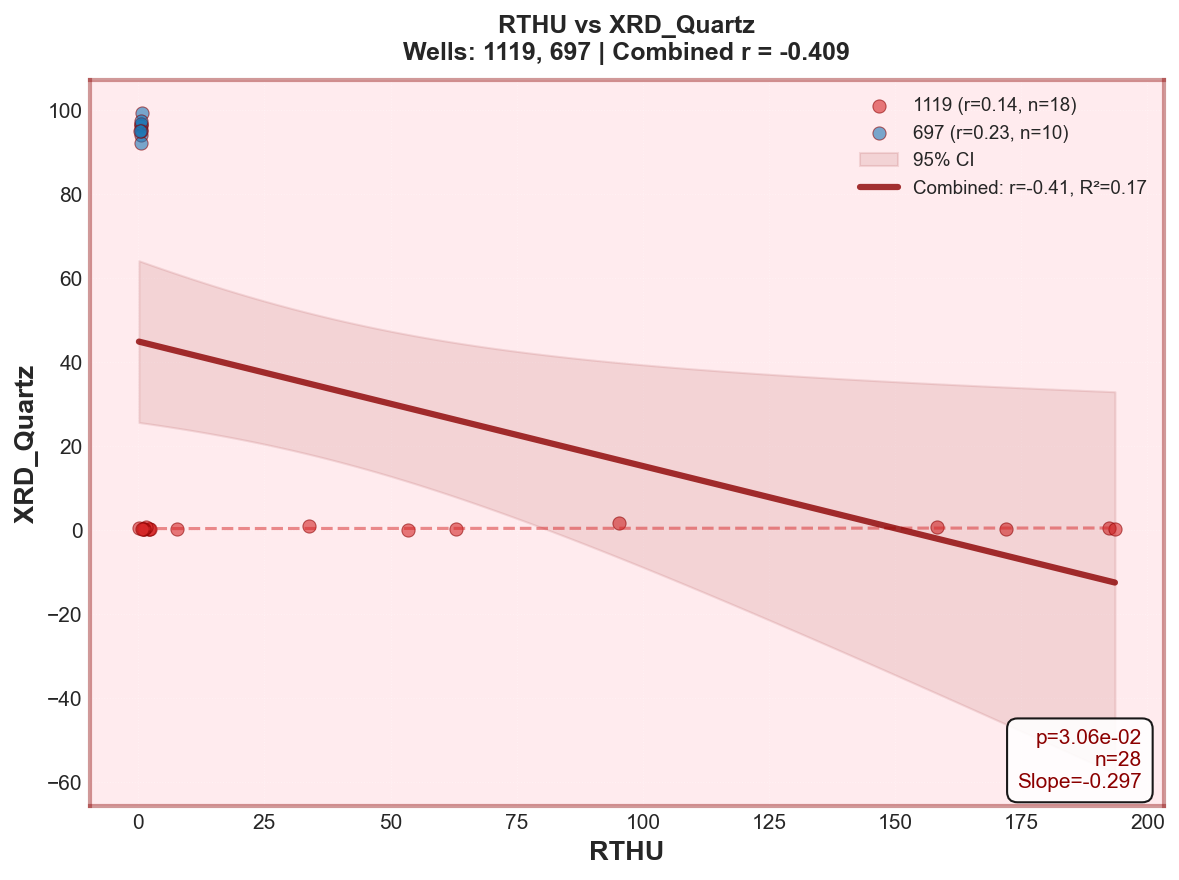 RTHU vs XRD_Quartz
Wells: 1119, 697 | Combined r = -0.409
1119 (r=0.14, n=18)
697 (r=0.23, n=10)
95% CI
Combined: r=-0.41, R²=0.17
XRD_Quartz
100
80
60
40
20
0
−20
−40
−60
p=3.06e-02
n=28
Slope=-0.297
0
25
50
75
100
125
150
175
200
RTHU